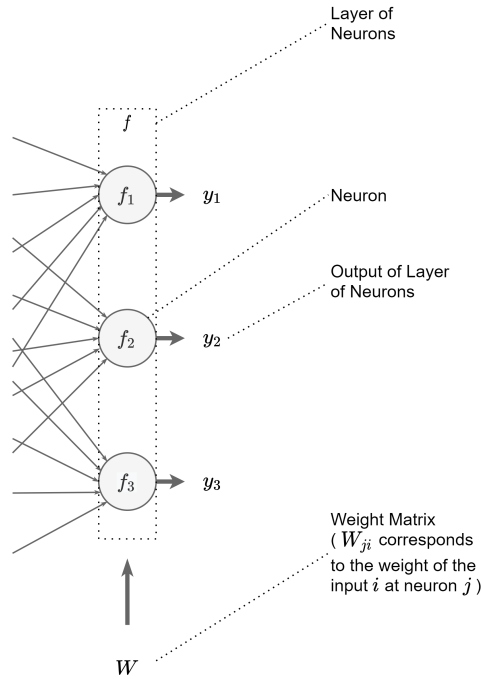 Layer of
Neurons
f
f₁
y₁
Neuron
Output of Layer
of Neurons
f₂
y₂
f₃
y₃
Weight Matrix
( Wⱼᵢ corresponds
to the weight of the
input i at neuron j )
W